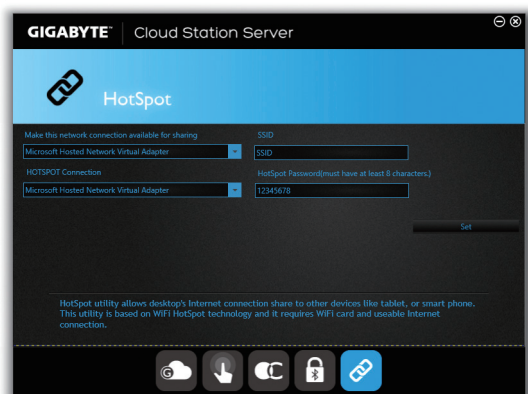 GIGABYTE™ Cloud Station Server
HotSpot
Make this network connection available for sharing
Microsoft Hosted Network Virtual Adapter
SSID
SSID
HOTSPOT Connection
Microsoft Hosted Network Virtual Adapter
HotSpot Password(must have at least 8 characters.)
12345678
Set
HotSpot utility allows desktop's Internet connection share to other devices like tablet, or smart phone.
This utility is based on WiFi HotSpot technology and it requires WiFi card and useable Internet
connection.
G